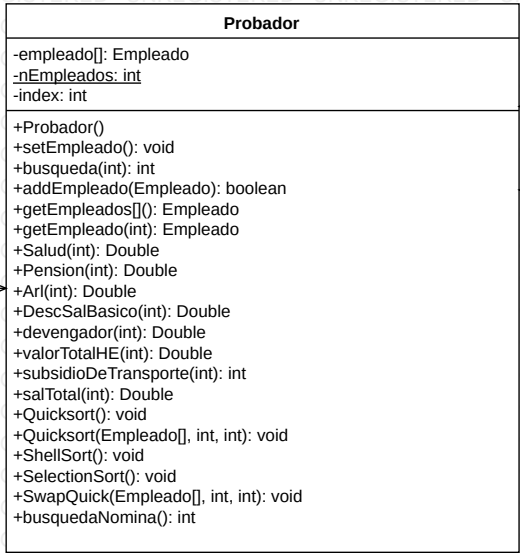 Probador
-empleado[]: Empleado
-nEmpleados: int
-index: int
+Probador()
+setEmpleado(): void
+busqueda(int): int
+addEmpleado(Empleado): boolean
+getEmpleados[](): Empleado
+getEmpleado(int): Empleado
+Salud(int): Double
+Pension(int): Double
+Arl(int): Double
+DescSalBasico(int): Double
+devengador(int): Double
+valorTotalHE(int): Double
+subsidioDeTransporte(int): int
+salTotal(int): Double
+Quicksort(): void
+Quicksort(Empleado[], int, int): void
+ShellSort(): void
+SelectionSort(): void
+SwapQuick(Empleado[], int, int): void
+busquedaNomina(): int